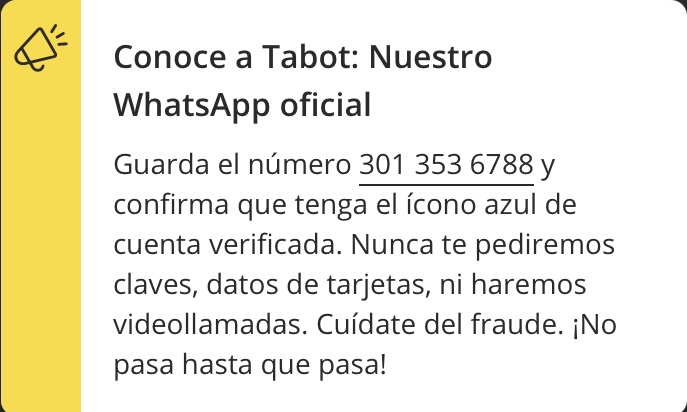 Conoce a Tabot: Nuestro
WhatsApp oficial
Guarda el número 301 353 6788 y
confirma que tenga el ícono azul de
cuenta verificada. Nunca te pediremos
claves, datos de tarjetas, ni haremos
videollamadas. Cuídate del fraude. ¡No
pasa hasta que pasa!